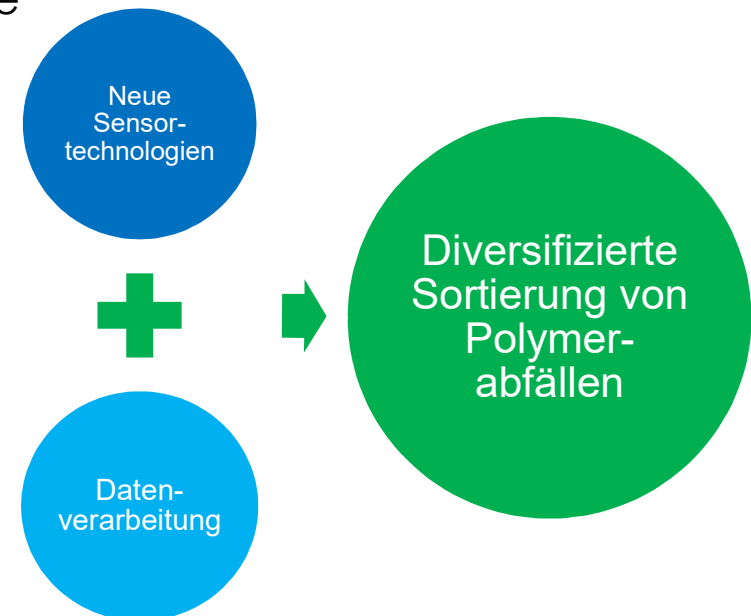 Neue
Sensor-
technologien
Diversifizierte
Sortierung von
Polymer-
abfällen
Daten-
verarbeitung